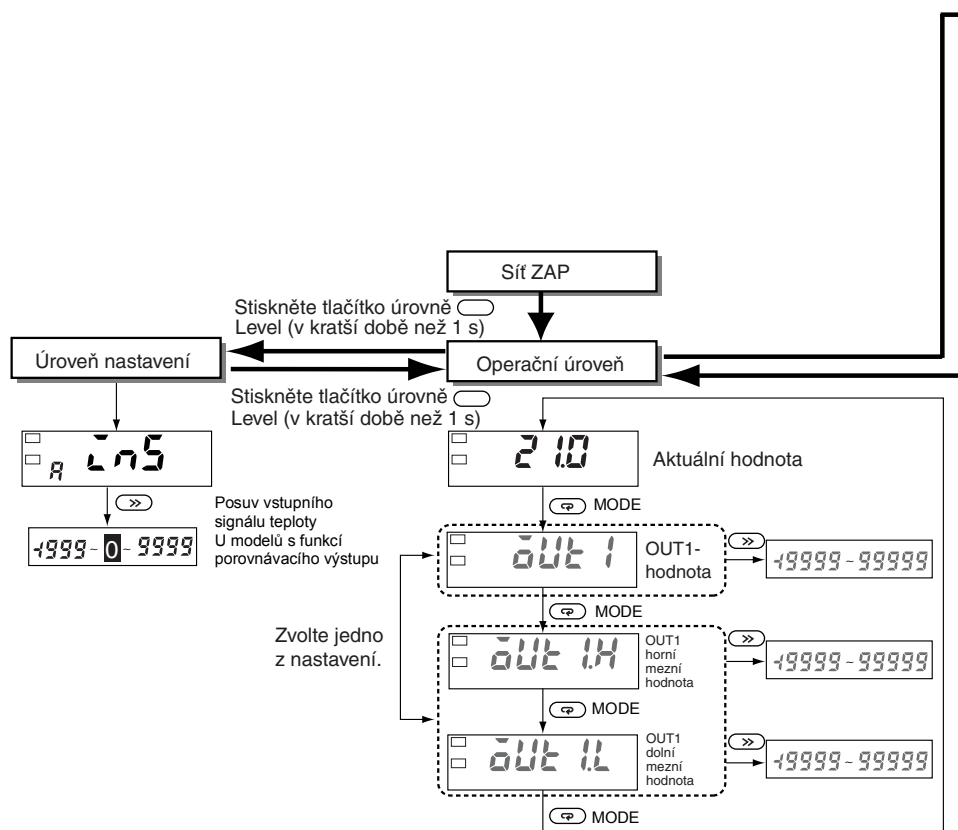 Síť ZAP
Stiskněte tlačítko úrovně
Level (v kratší době než 1 s)
Úroveň nastavení
Operační úroveň
Stiskněte tlačítko úrovně
Level (v kratší době než 1 s)
A inS
Posuv vstupního
signálu teploty
U modelů s funkcí
porovnávacího výstupu
-1999~0~9999
21.0
Aktuální hodnota
MODE
oUt 1
OUT1-
hodnota
-19999~99999
MODE
Zvolte jedno
z nastavení.
oUt 1.H
OUT1
horní
mezní
hodnota
-19999~99999
MODE
oUt 1.L
OUT1
dolní
mezní
hodnota
-19999~99999
MODE